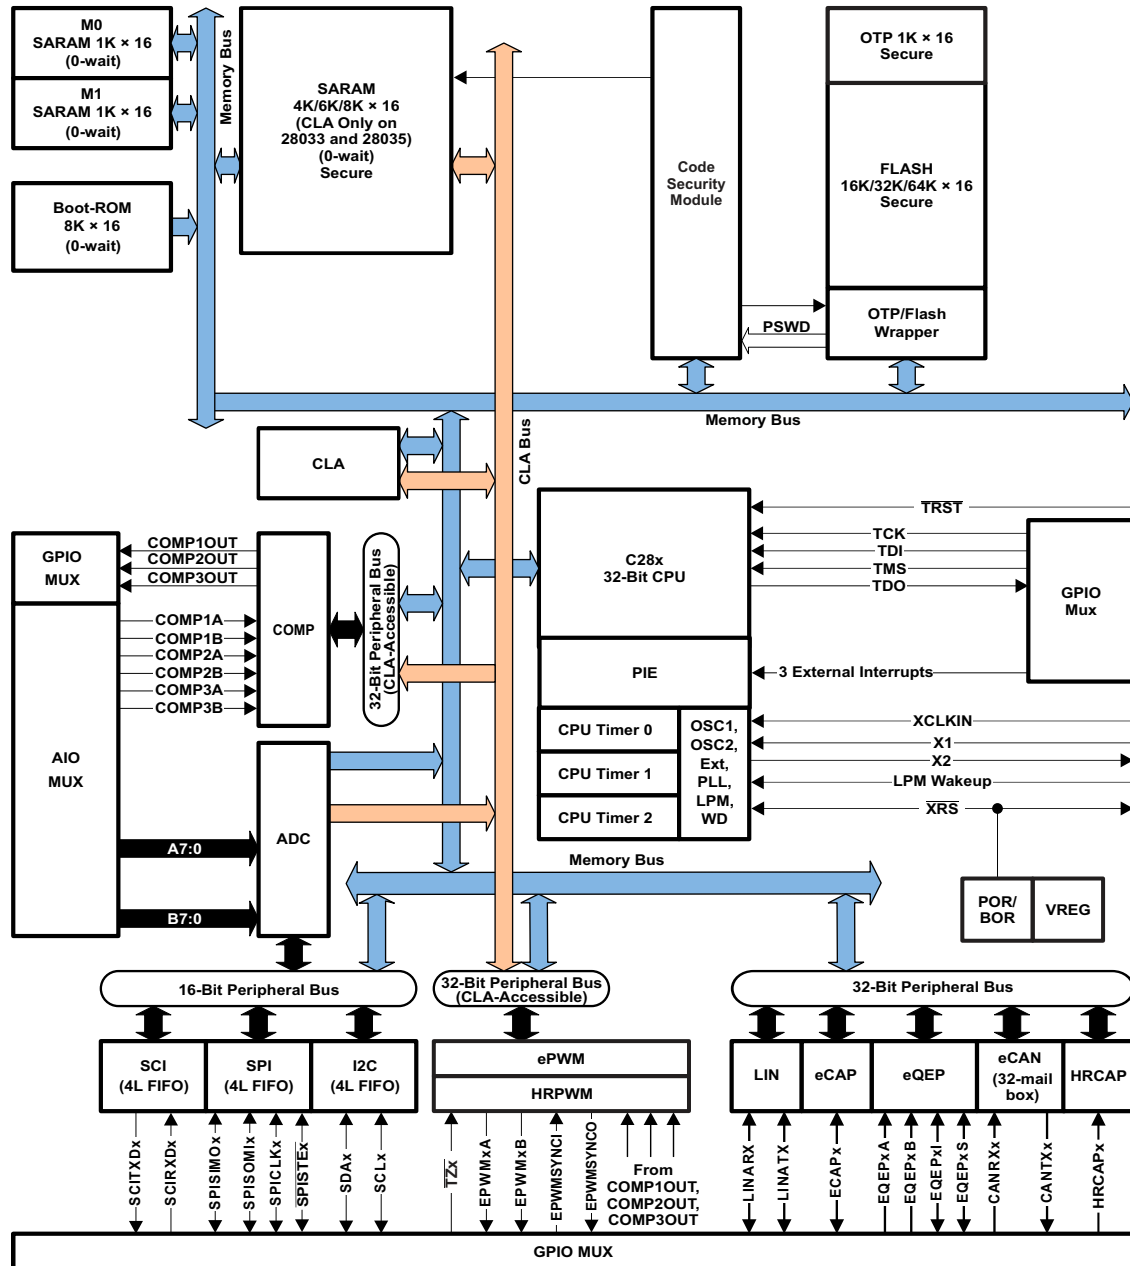 M0
SARAM 1K × 16
(0-wait)
M1
SARAM 1K × 16
(0-wait)
Boot-ROM
8K × 16
(0-wait)
Memory Bus
SARAM
4K/6K/8K × 16
(CLA Only on
28033 and 28035)
(0-wait)
Secure
Code
Security
Module
OTP 1K × 16
Secure
FLASH
16K/32K/64K × 16
Secure
OTP/Flash
Wrapper
PSWD
Memory Bus
CLA Bus
CLA
C28x
32-Bit CPU
TRST
TCK
TDI
TMS
TDO
GPIO
Mux
PIE
3 External Interrupts
CPU Timer 0
CPU Timer 1
CPU Timer 2
OSC1,
OSC2,
Ext,
PLL,
LPM,
WD
XCLKIN
X1
X2
LPM Wakeup
XRS
POR/
BOR
VREG
GPIO
MUX
COMP1OUT
COMP2OUT
COMP3OUT
AIO
MUX
COMP1A
COMP1B
COMP2A
COMP2B
COMP3A
COMP3B
COMP
32-Bit Peripheral Bus
(CLA-Accessible)
A7:0
B7:0
ADC
Memory Bus
16-Bit Peripheral Bus
32-Bit Peripheral Bus
(CLA-Accessible)
32-Bit Peripheral Bus
SCI
(4L FIFO)
SPI
(4L FIFO)
I2C
(4L FIFO)
ePWM
HRPWM
LIN
eCAP
eQEP
eCAN
(32-mail
box)
HRCAP
SCITXDx
SCIRXDx
SPISIMOx
SPISOMIx
SPICLKx
SPISTEx
SDAx
SCLx
TZx
EPWMxA
EPWMxB
EPWMSYNCI
EPWMSYNCO
From
COMP1OUT,
COMP2OUT,
COMP3OUT
LINARX
LINATX
ECAPx
EQEPxA
EQEPxB
EQEPxI
EQEPxS
CANRXx
CANTXx
HRCAPx
GPIO MUX